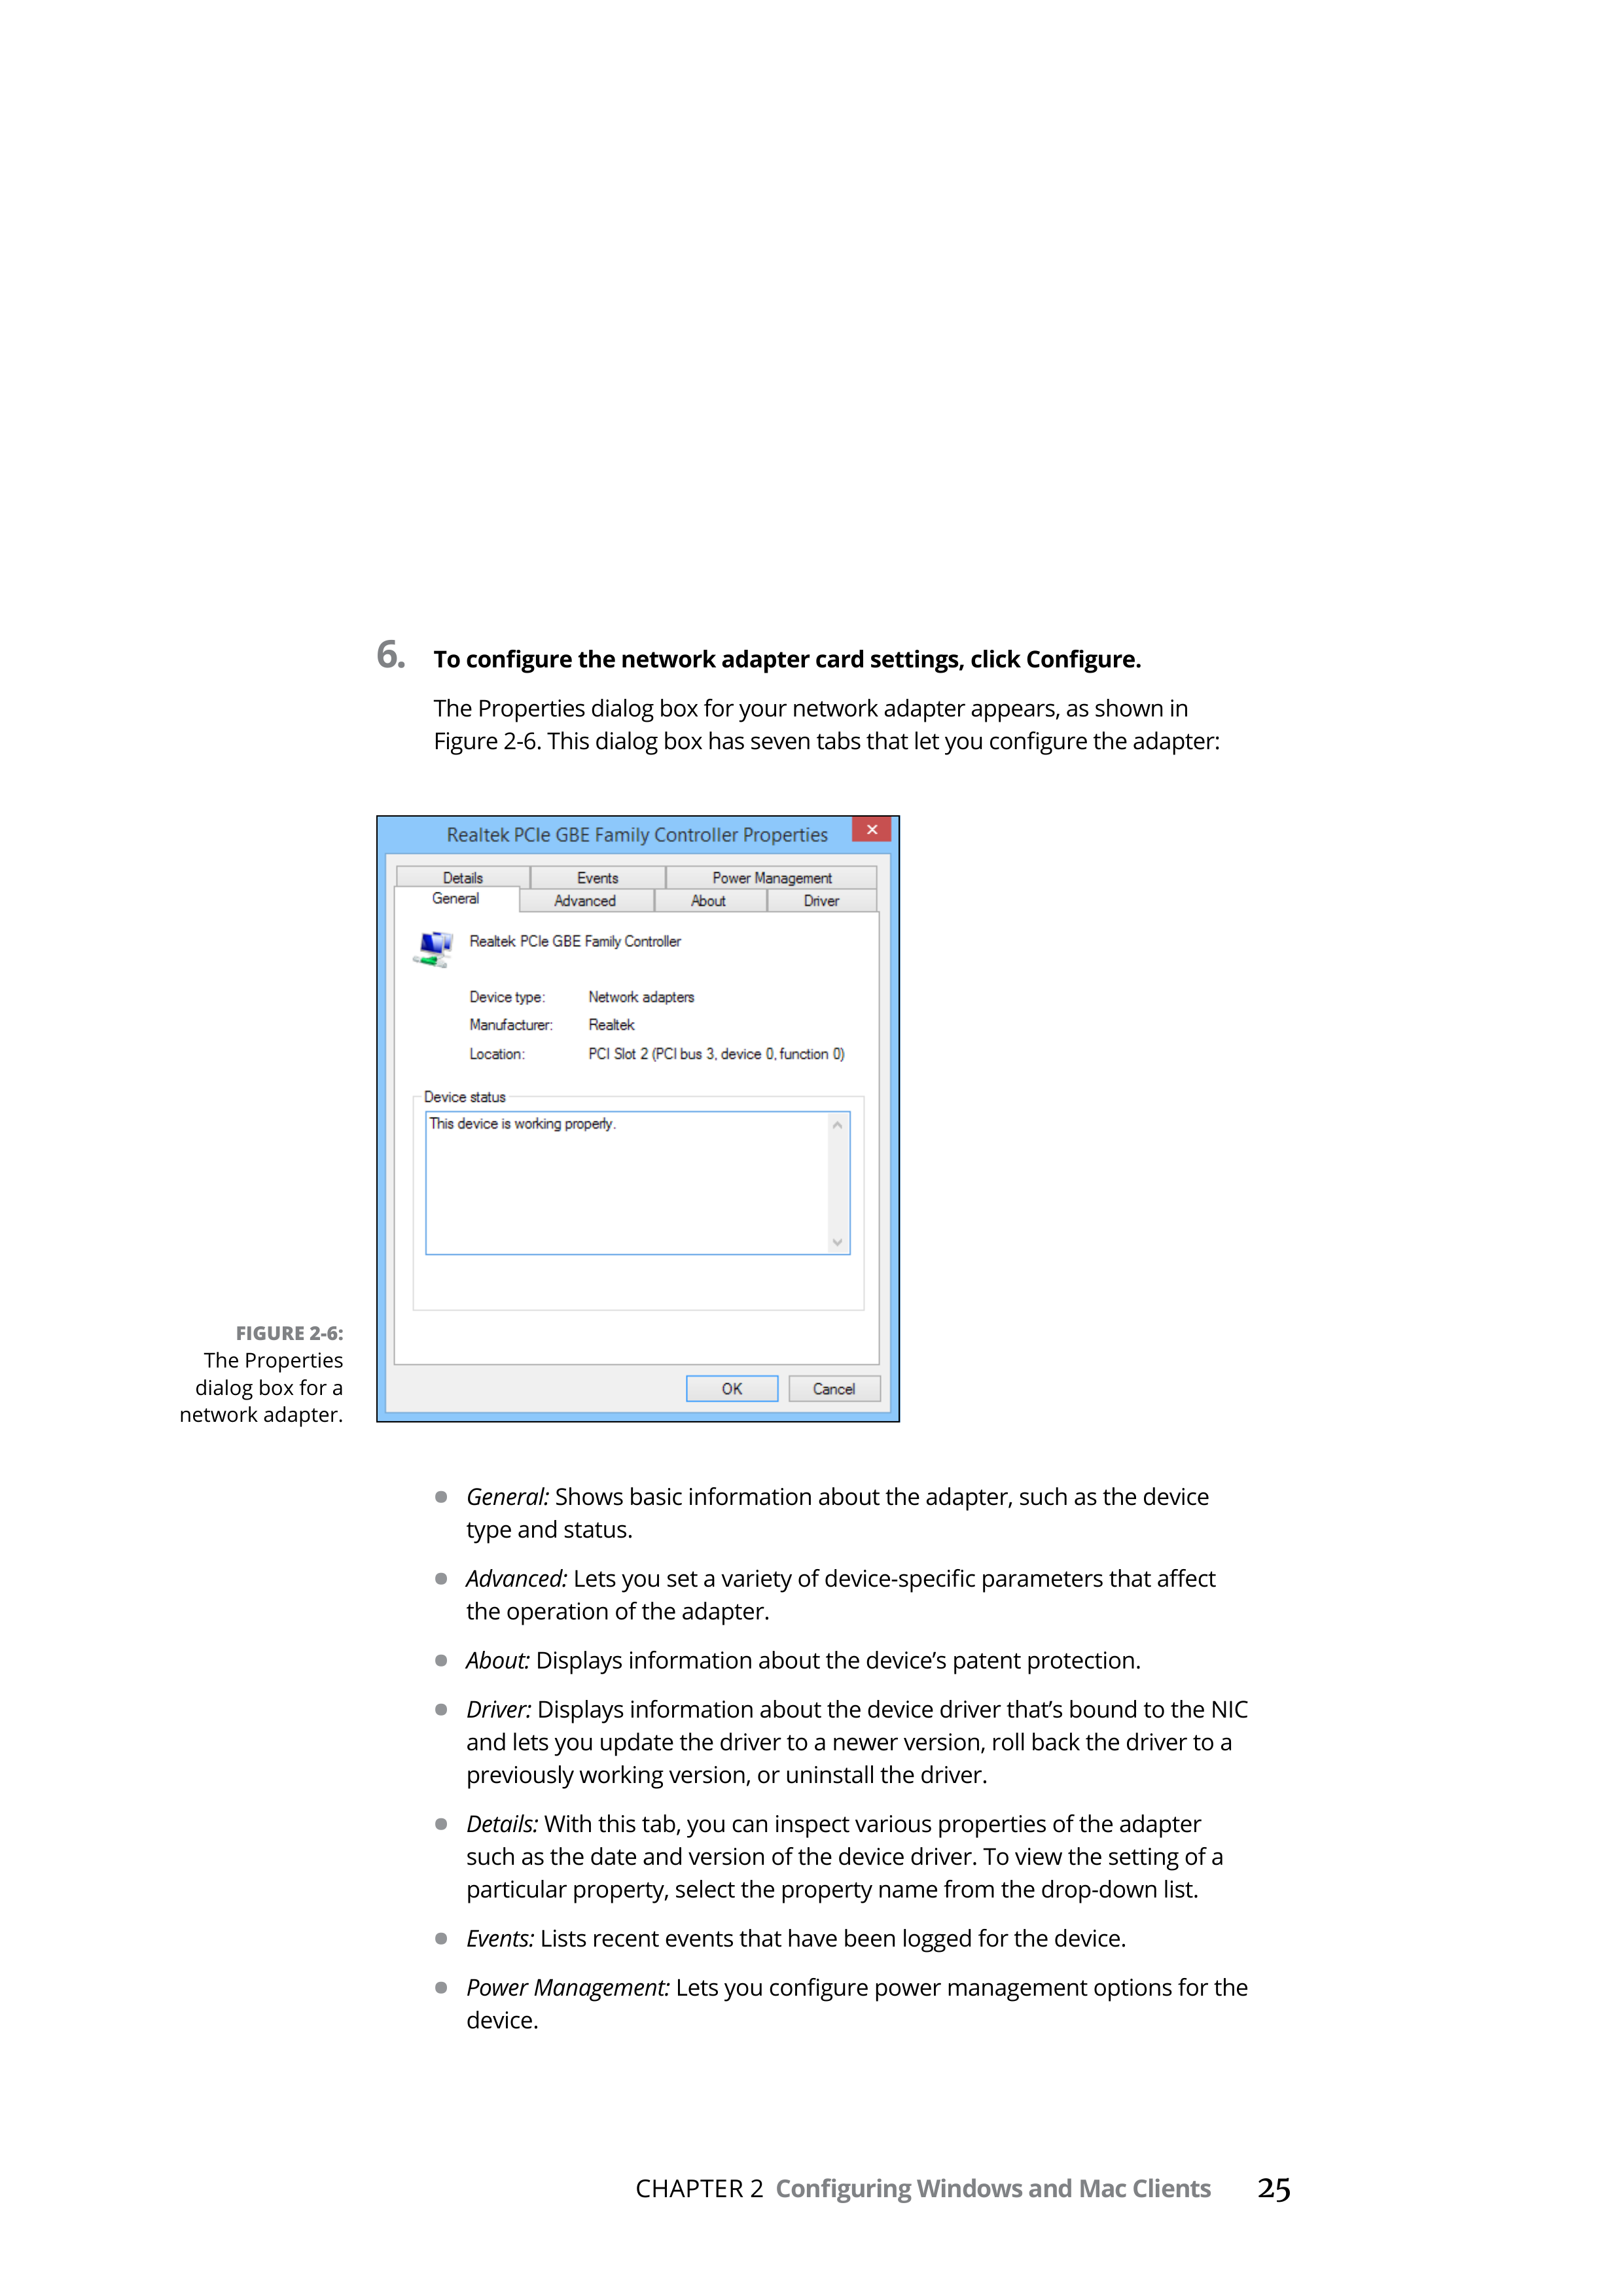 6. To configure the network adapter card settings, click Configure.
The Properties dialog box for your network adapter appears, as shown in
Figure 2-6. This dialog box has seven tabs that let you configure the adapter:
Realtek PCIe GBE Family Controller Properties
Details Events Power Management
General Advanced About Driver
Realtek PCIe GBE Family Controller
Device type: Network adapters
Manufacturer: Realtek
Location: PCI Slot 2 (PCI bus 3, device 0, function 0)
Device status
This device is working properly.
OK Cancel
FIGURE 2-6:
The Properties
dialog box for a
network adapter.
• General: Shows basic information about the adapter, such as the device
type and status.
• Advanced: Lets you set a variety of device-specific parameters that affect
the operation of the adapter.
• About: Displays information about the device’s patent protection.
• Driver: Displays information about the device driver that’s bound to the NIC
and lets you update the driver to a newer version, roll back the driver to a
previously working version, or uninstall the driver.
• Details: With this tab, you can inspect various properties of the adapter
such as the date and version of the device driver. To view the setting of a
particular property, select the property name from the drop-down list.
• Events: Lists recent events that have been logged for the device.
• Power Management: Lets you configure power management options for the
device.
CHAPTER 2 Configuring Windows and Mac Clients 25